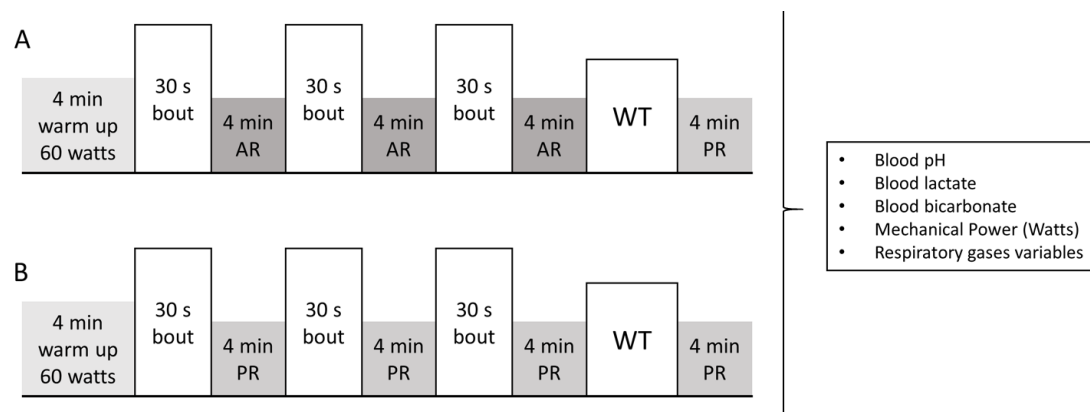 A
4 min
warm up
60 watts
30 s
bout
4 min
AR
30 s
bout
4 min
AR
30 s
bout
4 min
AR
WT
4 min
PR
B
4 min
warm up
60 watts
30 s
bout
4 min
PR
30 s
bout
4 min
PR
30 s
bout
4 min
PR
WT
4 min
PR
• Blood pH
• Blood lactate
• Blood bicarbonate
• Mechanical Power (Watts)
• Respiratory gases variables